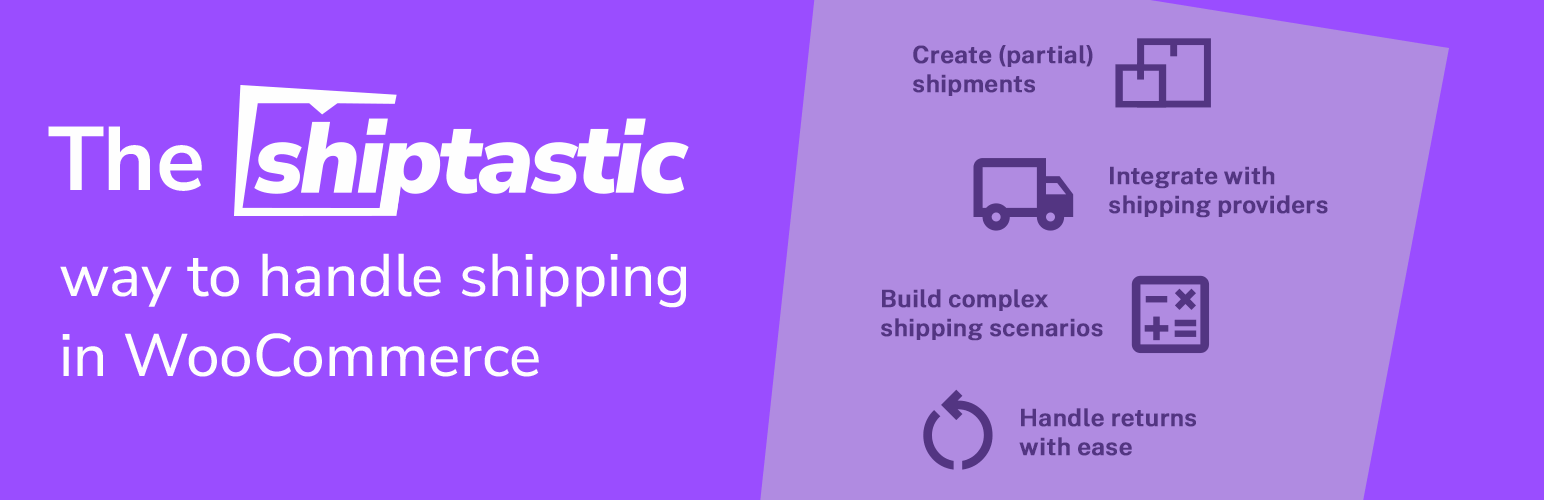 The shiptastic
way to handle shipping
in WooCommerce
Create (partial)
shipments
Integrate with
shipping providers
Build complex
shipping scenarios
Handle returns
with ease